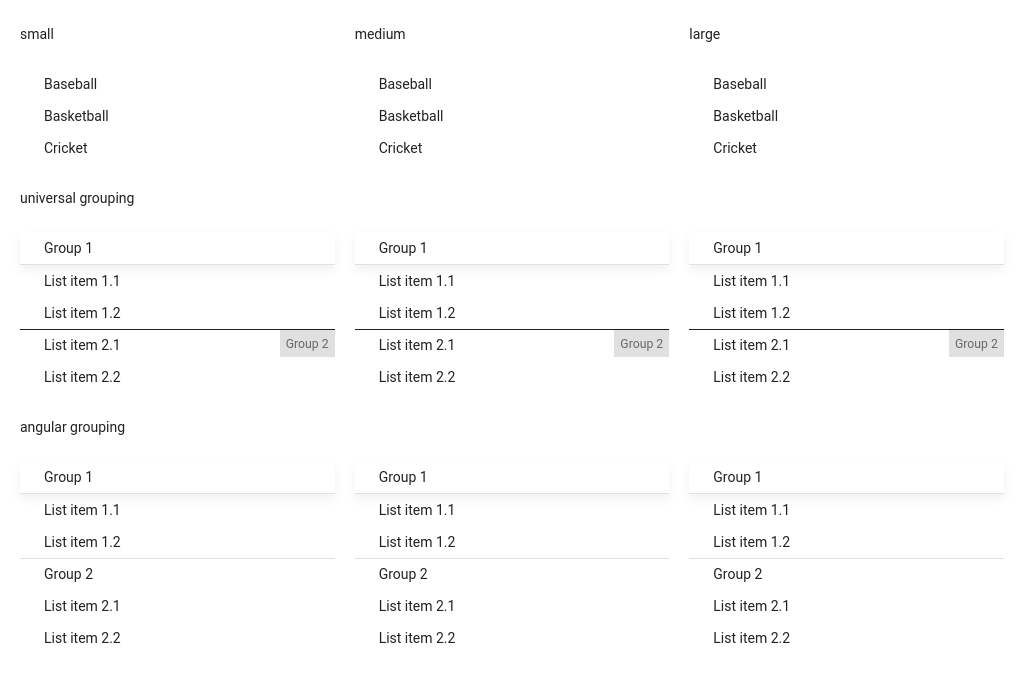 small medium large
Baseball Baseball Baseball
Basketball Basketball Basketball
Cricket Cricket Cricket
universal grouping
Group 1 Group 1 Group 1
List item 1.1 List item 1.1 List item 1.1
List item 1.2 List item 1.2 List item 1.2
List item 2.1 Group 2 List item 2.1 Group 2 List item 2.1 Group 2
List item 2.2 List item 2.2 List item 2.2
angular grouping
Group 1 Group 1 Group 1
List item 1.1 List item 1.1 List item 1.1
List item 1.2 List item 1.2 List item 1.2
Group 2 Group 2 Group 2
List item 2.1 List item 2.1 List item 2.1
List item 2.2 List item 2.2 List item 2.2